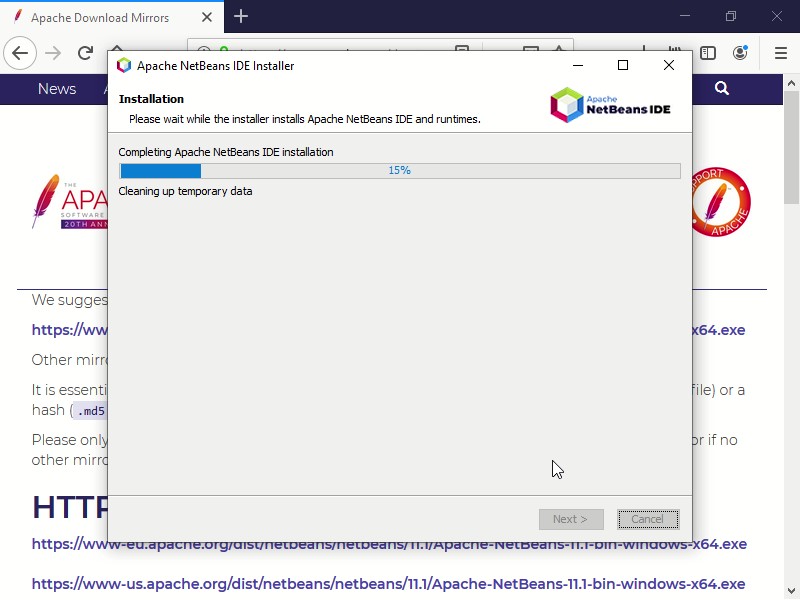 Apache Download Mirrors
Apache NetBeans IDE Installer
News
Installation
Please wait while the installer installs Apache NetBeans IDE and runtimes.
Apache
NetBeans IDE
Completing Apache NetBeans IDE installation
15%
Cleaning up temporary data
THE
APA
SOFTWARE
20TH ANN
PORT
APACHE
We sugges
https://ww
x64.exe
Other mirro
It is essenti
file) or a
hash (.md5
Please only
or if no
other mirro
HTTP
Next >
Cancel
https://www-eu.apache.org/dist/netbeans/netbeans/11.1/Apache-NetBeans-11.1-bin-windows-x64.exe
https://www-us.apache.org/dist/netbeans/netbeans/11.1/Apache-NetBeans-11.1-bin-windows-x64.exe